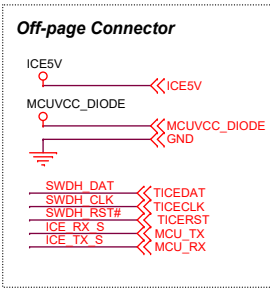 Off-page Connector
ICE5V
ICE5V
MCUVCC_DIODE
MCUVCC_DIODE
GND
SWDH_DAT TICEDAT
SWDH_CLK TICECLK
SWDH_RST# TICERST
ICE_RX_S MCU_TX
ICE_TX_S MCU_RX